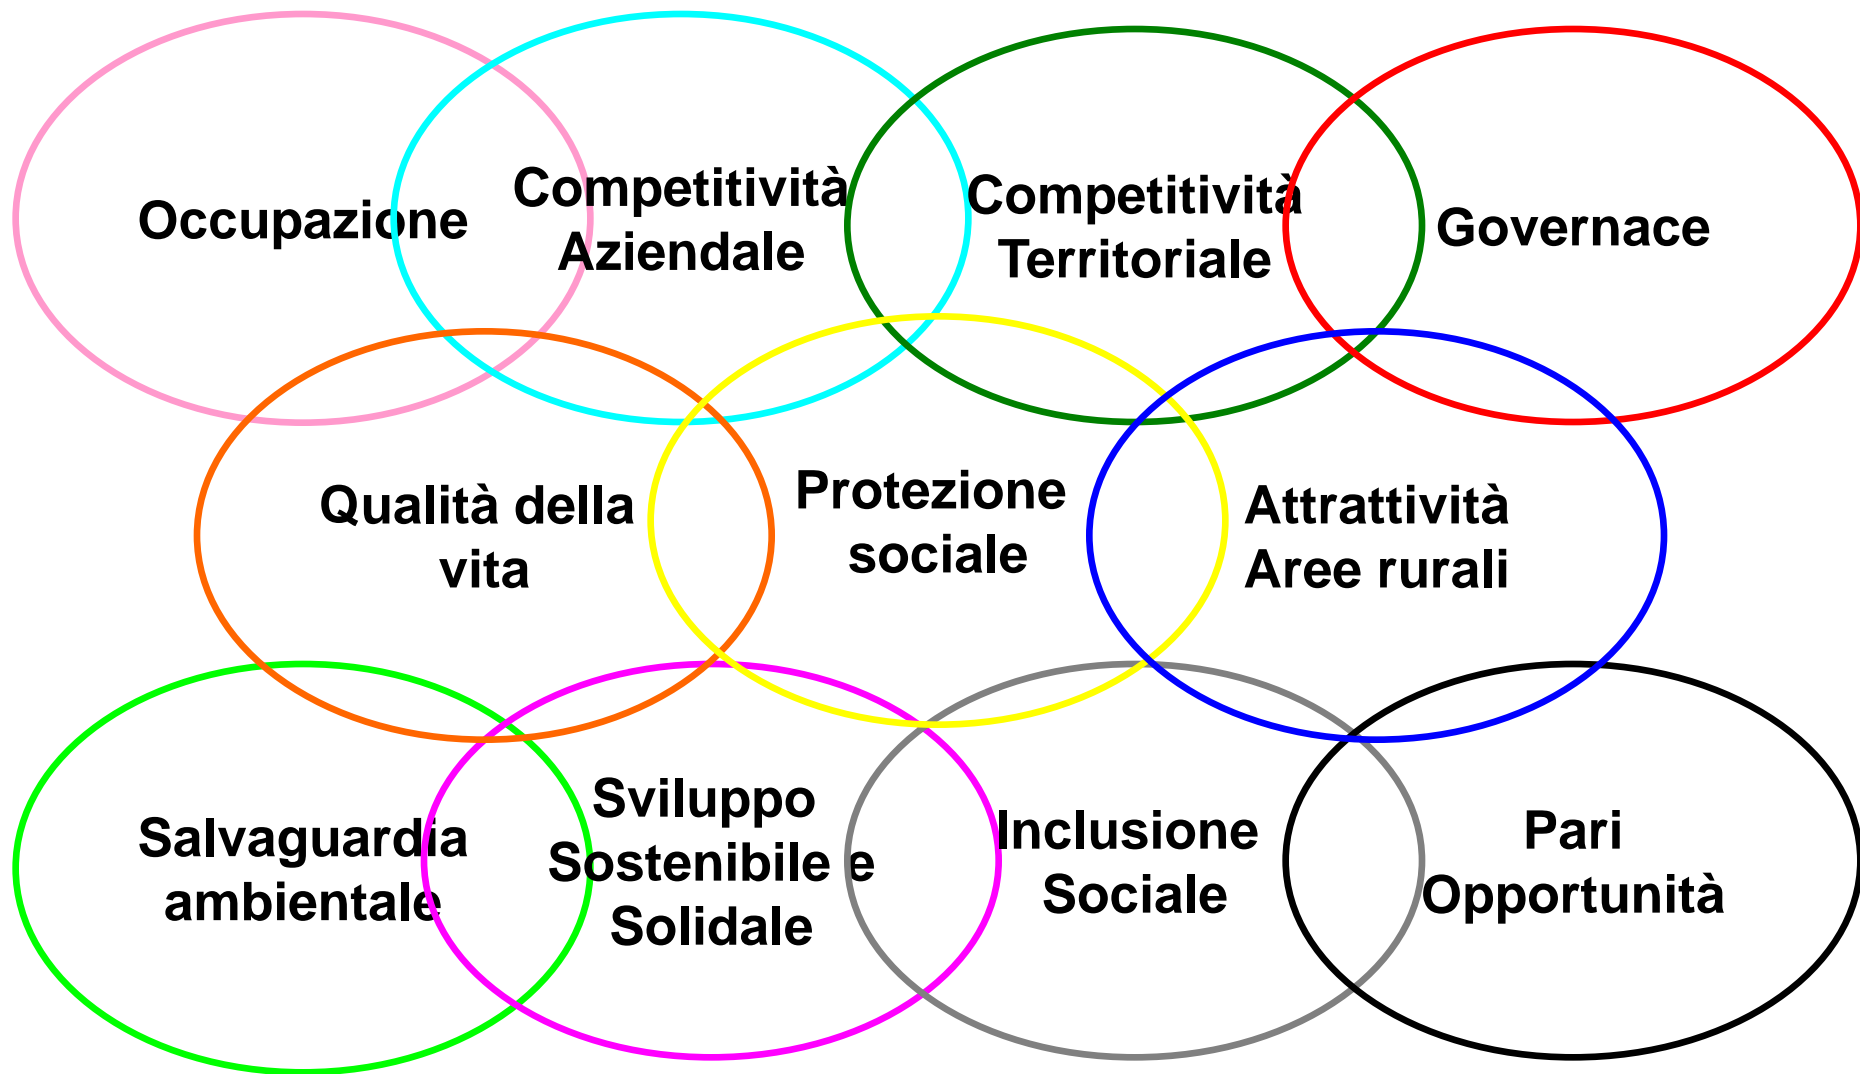 Occupazione
Competitività
Aziendale
Competitività
Territoriale
Governace
Qualità della
vita
Protezione
sociale
Attrattività
Aree rurali
Salvaguardia
ambientale
Sviluppo
Sostenibile e
Solidale
Inclusione
Sociale
Pari
Opportunità